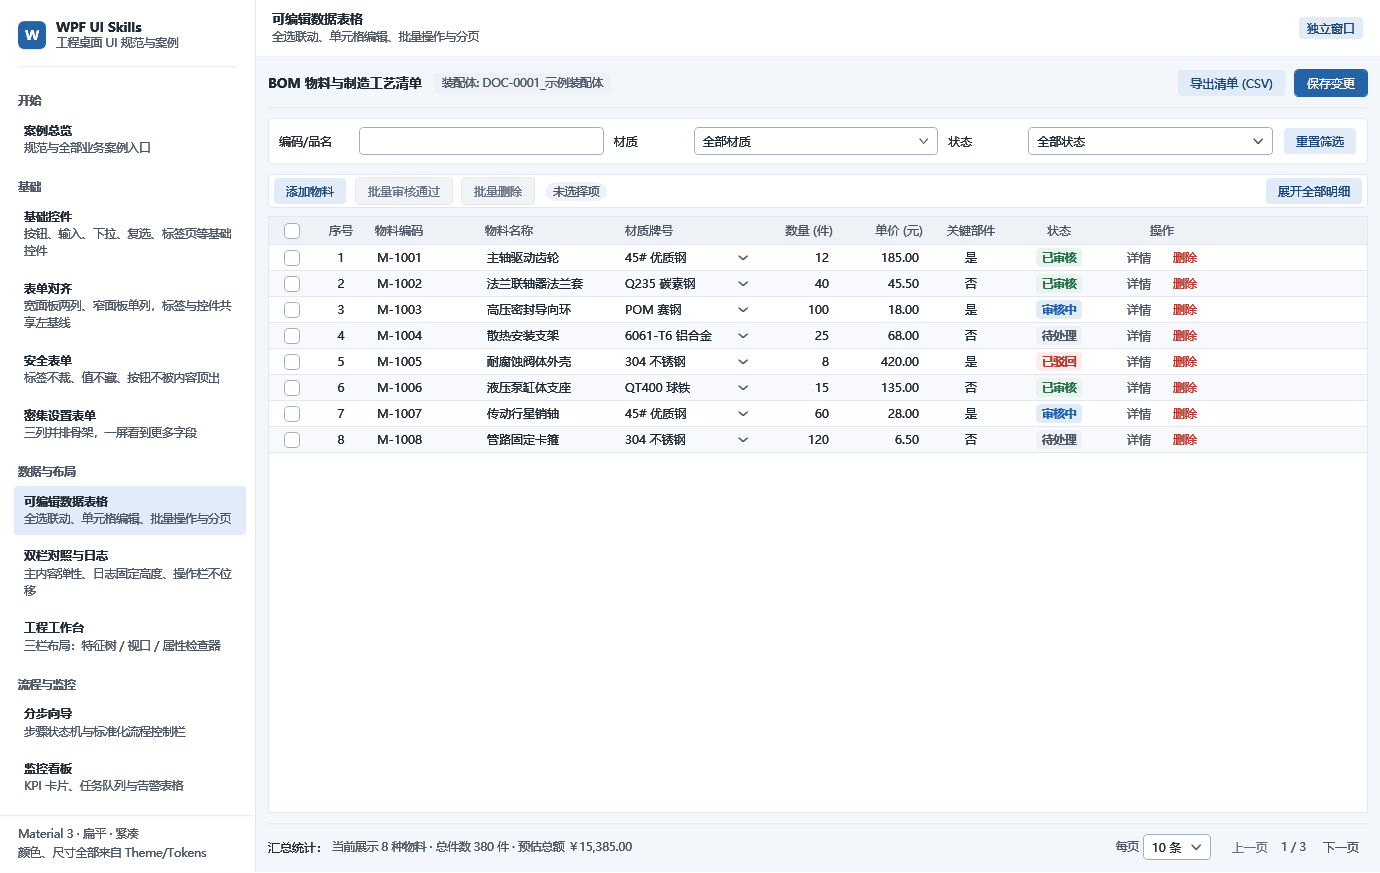 W
WPF UI Skills
工程桌面 UI 规范与案例
开始
案例总览
规范与全部业务案例入口
基础
基础控件
按钮、输入、下拉、复选、标签页等基础
控件
表单对齐
宽面板两列、窄面板单列，标签与控件共
享左基线
安全表单
标签不裁、值不藏、按钮不被内容顶出
密集设置表单
三列并排骨架，一屏看到更多字段
数据与布局
可编辑数据表格
全选联动、单元格编辑、批量操作与分页
双栏对照与日志
主内容弹性、日志固定高度、操作栏不位
移
工程工作台
三栏布局：特征树 / 视口 / 属性检查器
流程与监控
分步向导
步骤状态机与标准化流程控制栏
监控看板
KPI 卡片、任务队列与告警表格
Material 3 · 扁平 · 紧凑
颜色、尺寸全部来自 Theme/Tokens
可编辑数据表格
全选联动、单元格编辑、批量操作与分页
独立窗口
BOM 物料与制造工艺清单 装配体: DOC-0001_示例装配体 导出清单 (CSV) 保存变更
编码/品名 材质 全部材质 状态 全部状态 重置筛选
添加物料 批量审核通过 批量删除 未选择项 展开全部明细
序号 物料编码 物料名称 材质牌号 数量 (件) 单价 (元) 关键部件 状态 操作
1 M-1001 主轴驱动齿轮 45# 优质钢 12 185.00 是 已审核 详情 删除
2 M-1002 法兰联轴器法兰套 Q235 碳素钢 40 45.50 否 已审核 详情 删除
3 M-1003 高压密封导向环 POM 赛钢 100 18.00 是 审核中 详情 删除
4 M-1004 散热安装支架 6061-T6 铝合金 25 68.00 否 待处理 详情 删除
5 M-1005 耐腐蚀阀体外壳 304 不锈钢 8 420.00 是 已驳回 详情 删除
6 M-1006 液压泵缸体支座 QT400 球铁 15 135.00 否 已审核 详情 删除
7 M-1007 传动行星销轴 45# 优质钢 60 28.00 是 审核中 详情 删除
8 M-1008 管路固定卡箍 304 不锈钢 120 6.50 否 待处理 详情 删除
汇总统计： 当前展示 8 种物料 · 总件数 380 件 · 预估总额 ¥15,385.00 每页 10 条 上一页 1 / 3 下一页